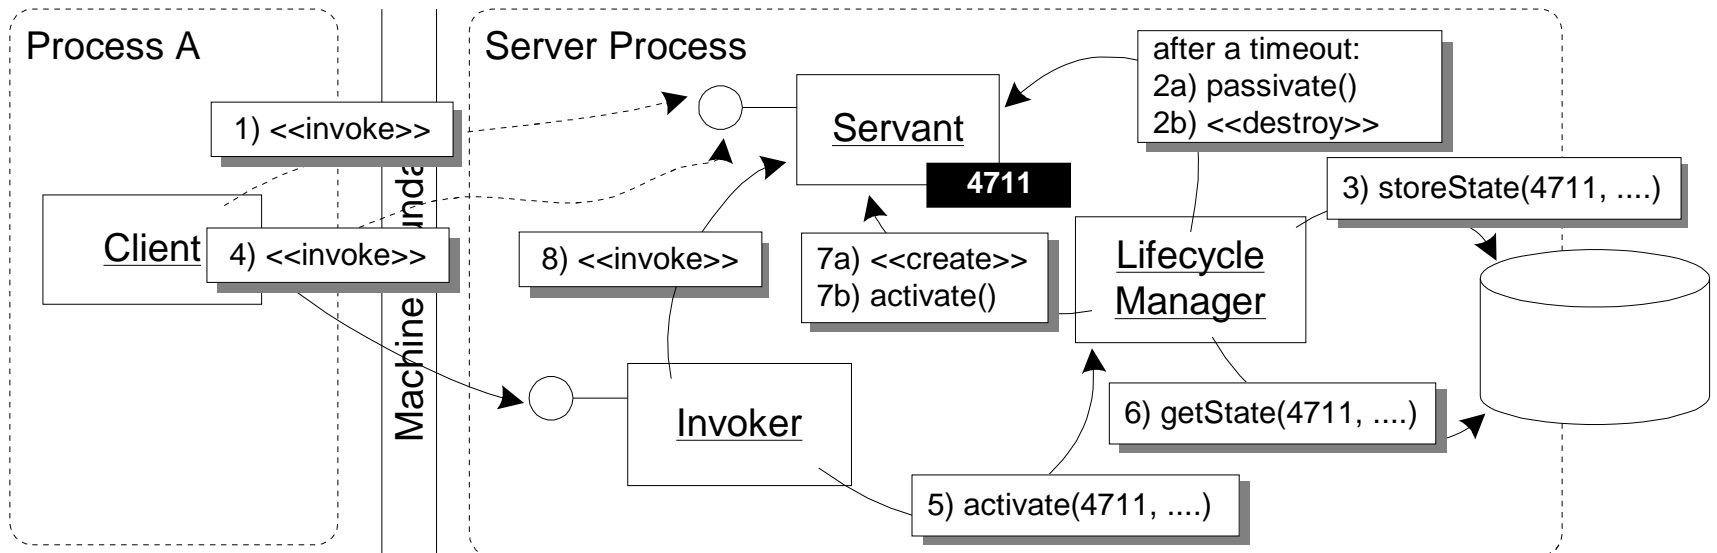 Process A
Server Process
after a timeout:
2a) passivate()
2b) <<destroy>>
1) <<invoke>>
Servant
4711
3) storeState(4711, ....)
Client
4) <<invoke>>
Machine
8) <<invoke>>
7a) <<create>>
7b) activate()
Lifecycle
Manager
6) getState(4711, ....)
Invoker
5) activate(4711, ....)